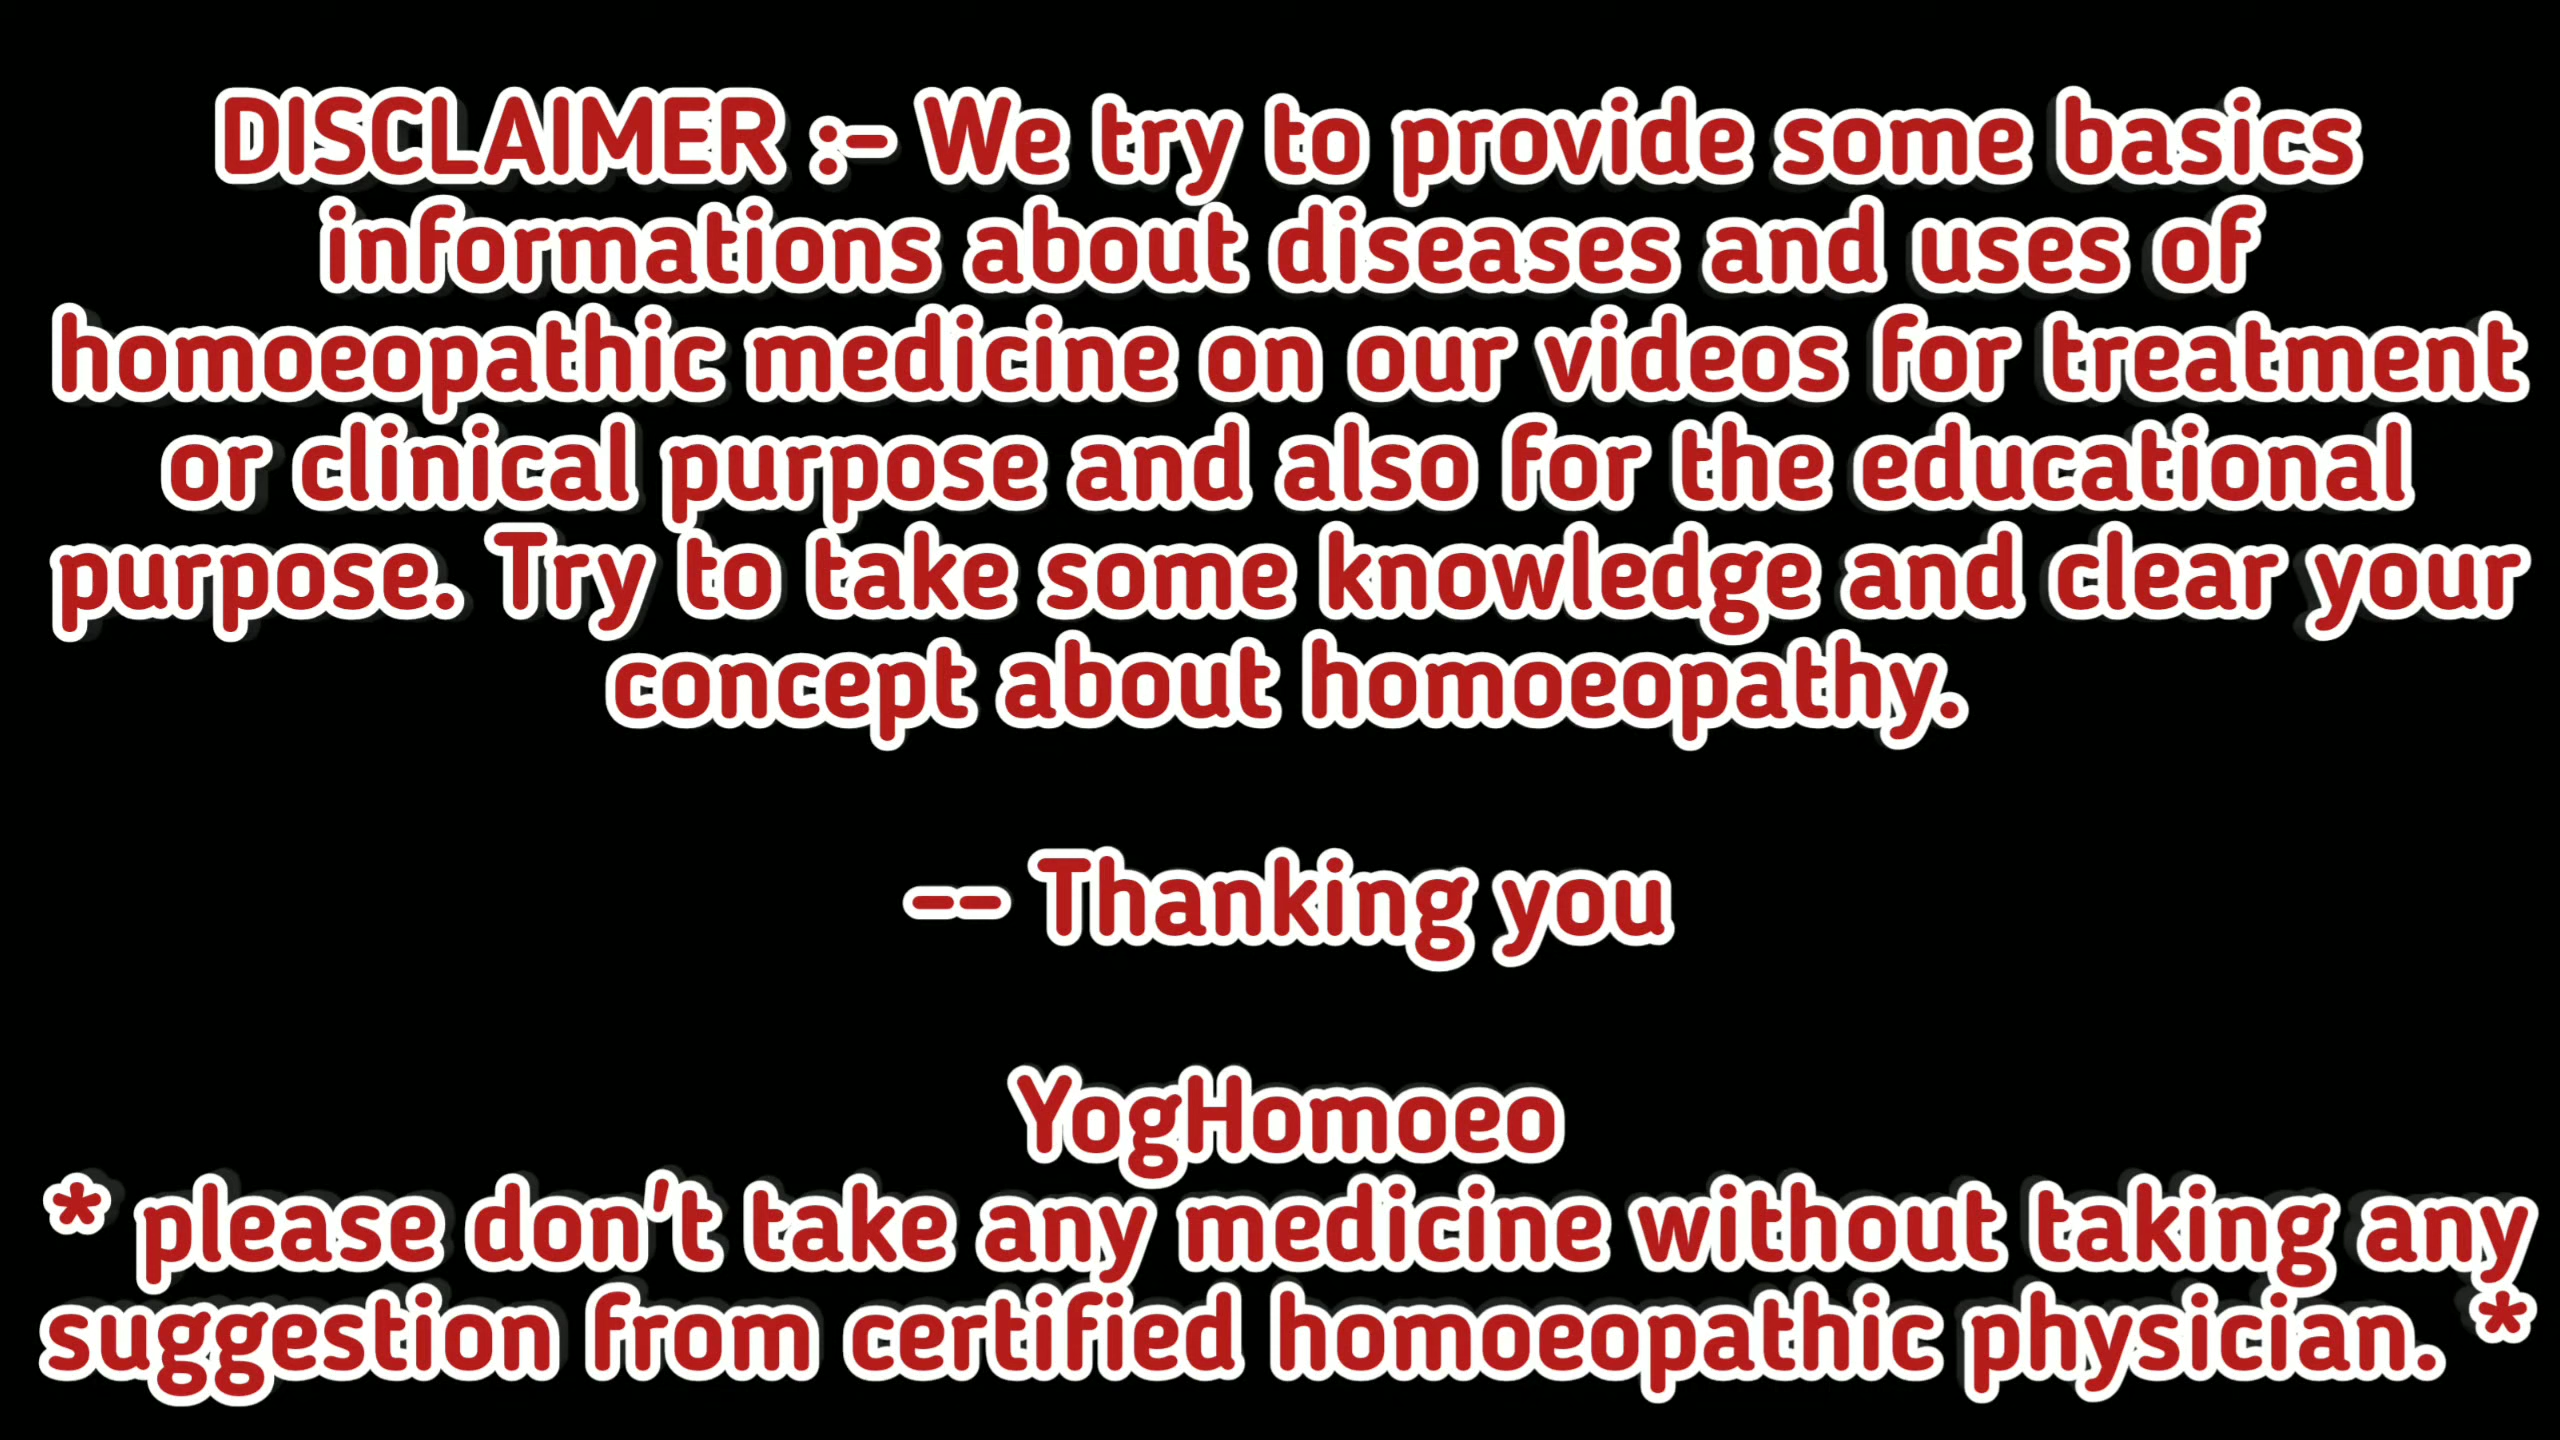 DISCLAIMER :- We try to provide some basics
informations about diseases and uses of
homoeopathic medicine on our videos for treatment
or clinical purpose and also for the educational
purpose. Try to take some knowledge and clear your
concept about homoeopathy.
-- Thanking you
YogHomoeo
* please don't take any medicine without taking any
suggestion from certified homoeopathic physician. *